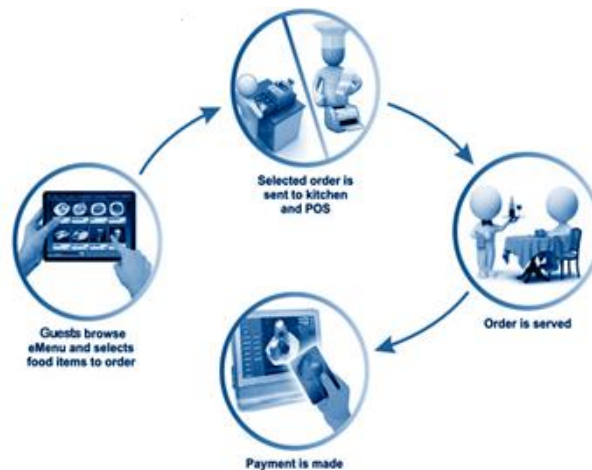 Selected order is
sent to kitchen
and POS
Guests browse
eMenu and selects
food items to order
Order is served
Payment is made